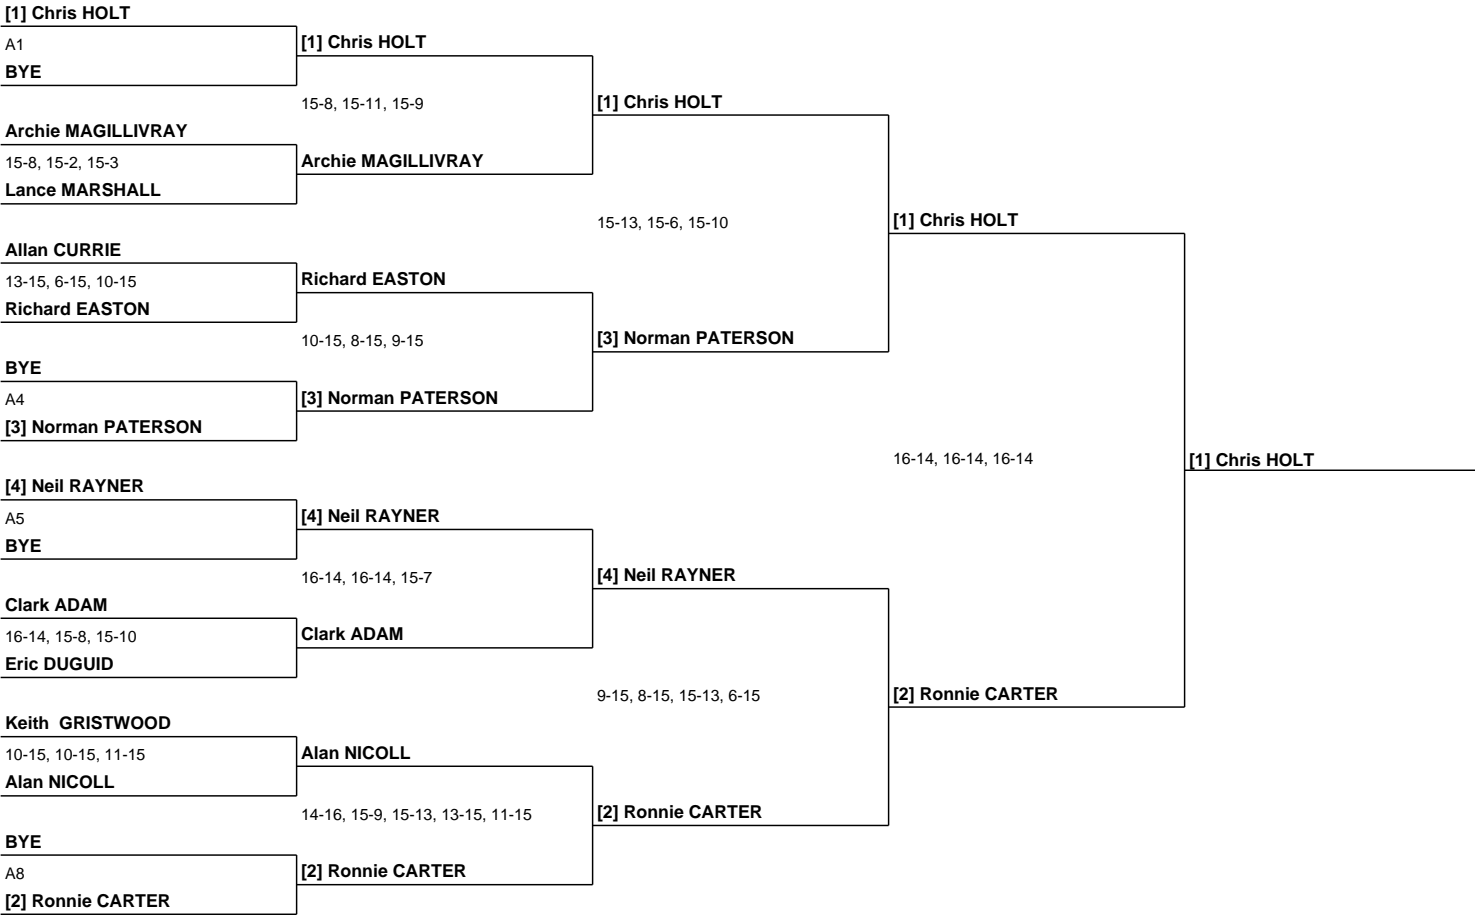 [1] Chris HOLT
A1
BYE
Archie MAGILLIVRAY
15-8, 15-2, 15-3
Lance MARSHALL
Allan CURRIE
13-15, 6-15, 10-15
Richard EASTON
BYE
A4
[3] Norman PATERSON
[4] Neil RAYNER
A5
BYE
Clark ADAM
16-14, 15-8, 15-10
Eric DUGUID
Keith  GRISTWOOD
10-15, 10-15, 11-15
Alan NICOLL
BYE
A8
[2] Ronnie CARTER
[1] Chris HOLT
15-8, 15-11, 15-9
Archie MAGILLIVRAY
Richard EASTON
10-15, 8-15, 9-15
[3] Norman PATERSON
[4] Neil RAYNER
16-14, 16-14, 15-7
Clark ADAM
Alan NICOLL
14-16, 15-9, 15-13, 13-15, 11-15
[2] Ronnie CARTER
[1] Chris HOLT
15-13, 15-6, 15-10
[3] Norman PATERSON
[4] Neil RAYNER
9-15, 8-15, 15-13, 6-15
[2] Ronnie CARTER
[1] Chris HOLT
16-14, 16-14, 16-14
[2] Ronnie CARTER
[1] Chris HOLT